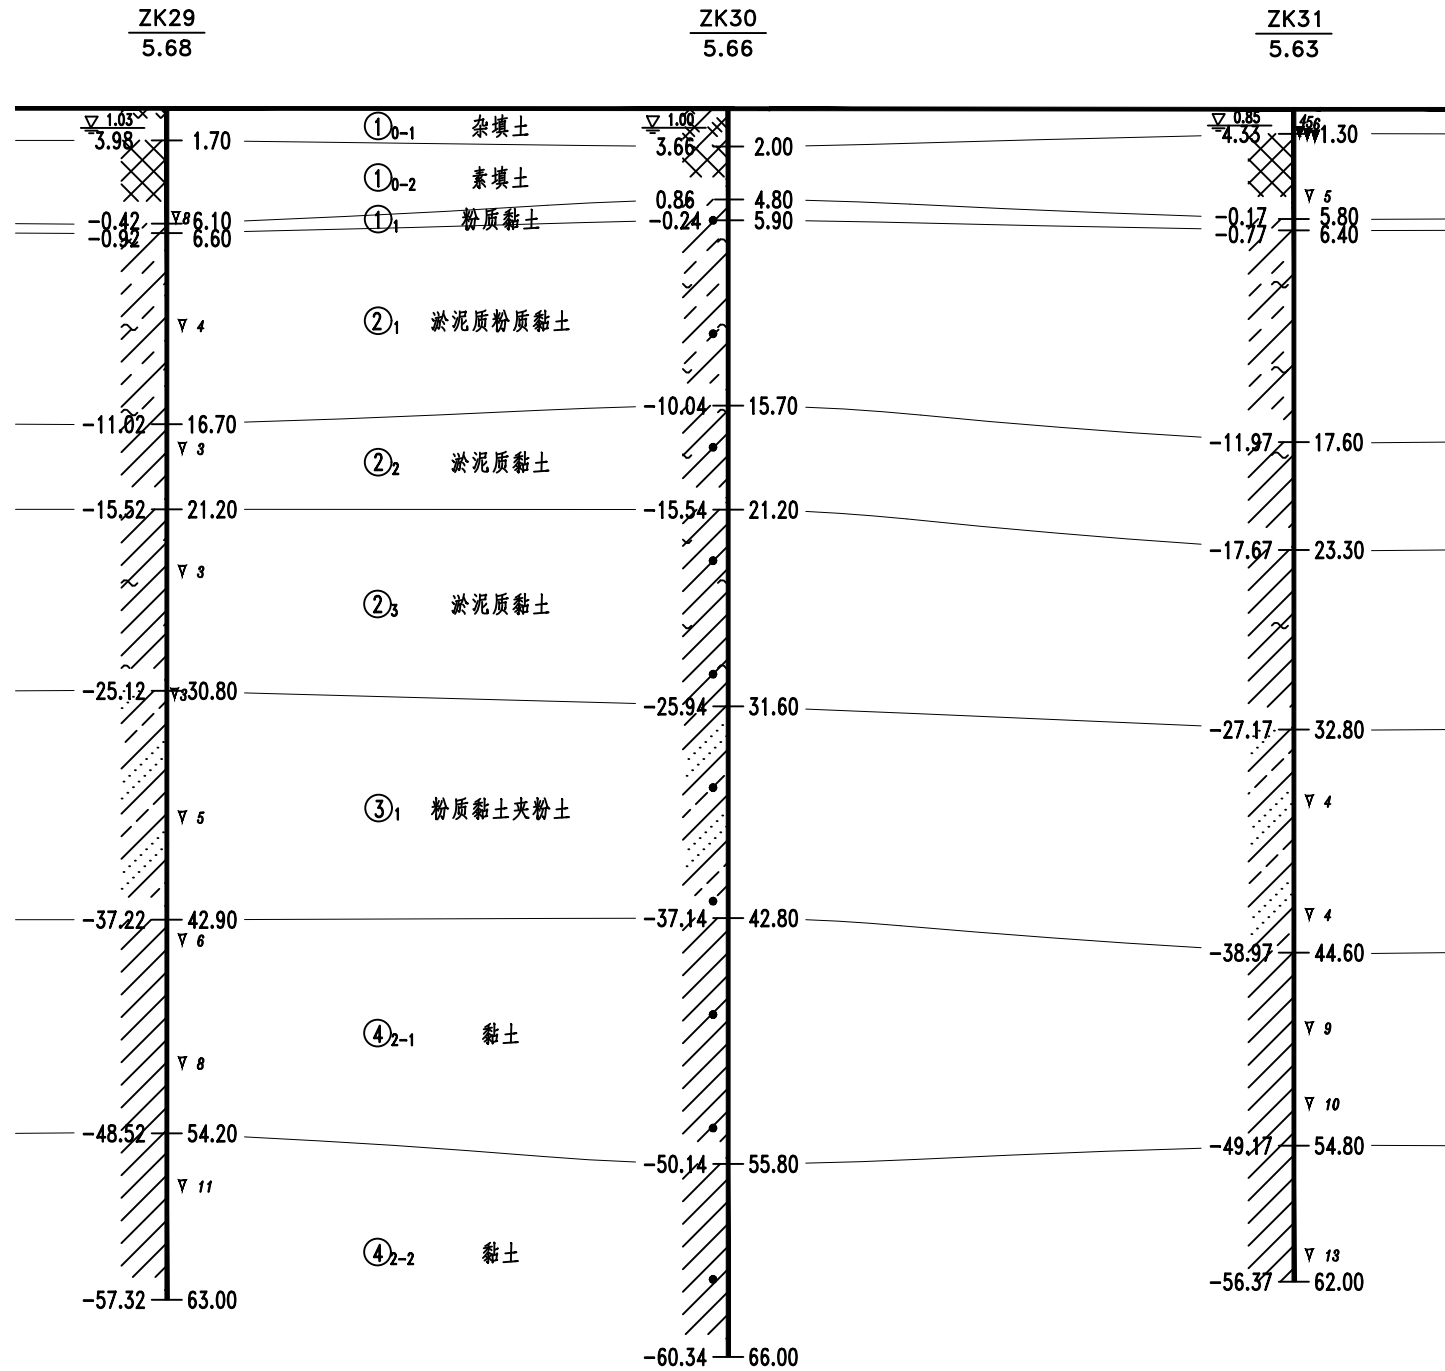 ZK29 ZK30 ZK31
5.68 5.66 5.63
1.03 ①0-1 杂填土 1.00 0.85 456
3.98 1.70 3.66 2.00 4.33 1.30
①0-2 素填土 5
0.86 4.80
-0.42 8 6.10 ①1 粉质黏土 -0.24 5.90 -0.17 5.80
-0.92 6.60 -0.77 6.40
4 ②1 淤泥质粉质黏土
-11.02 16.70 -10.04 15.70 -11.97 17.60
3 ②2 淤泥质黏土
-15.52 21.20 -15.54 21.20 -17.67 23.30
3
②3 淤泥质黏土
-25.12 3 30.80 -25.94 31.60 -27.17 32.80
5 ③1 粉质黏土夹粉土 4
-37.22 42.90 -37.14 42.80 4
6 -38.97 44.60
④2-1 黏土 9
8
10
-48.52 54.20 -50.14 55.80 -49.17 54.80
11
④2-2 黏土 13
-57.32 63.00 -56.37 62.00
-60.34 66.00